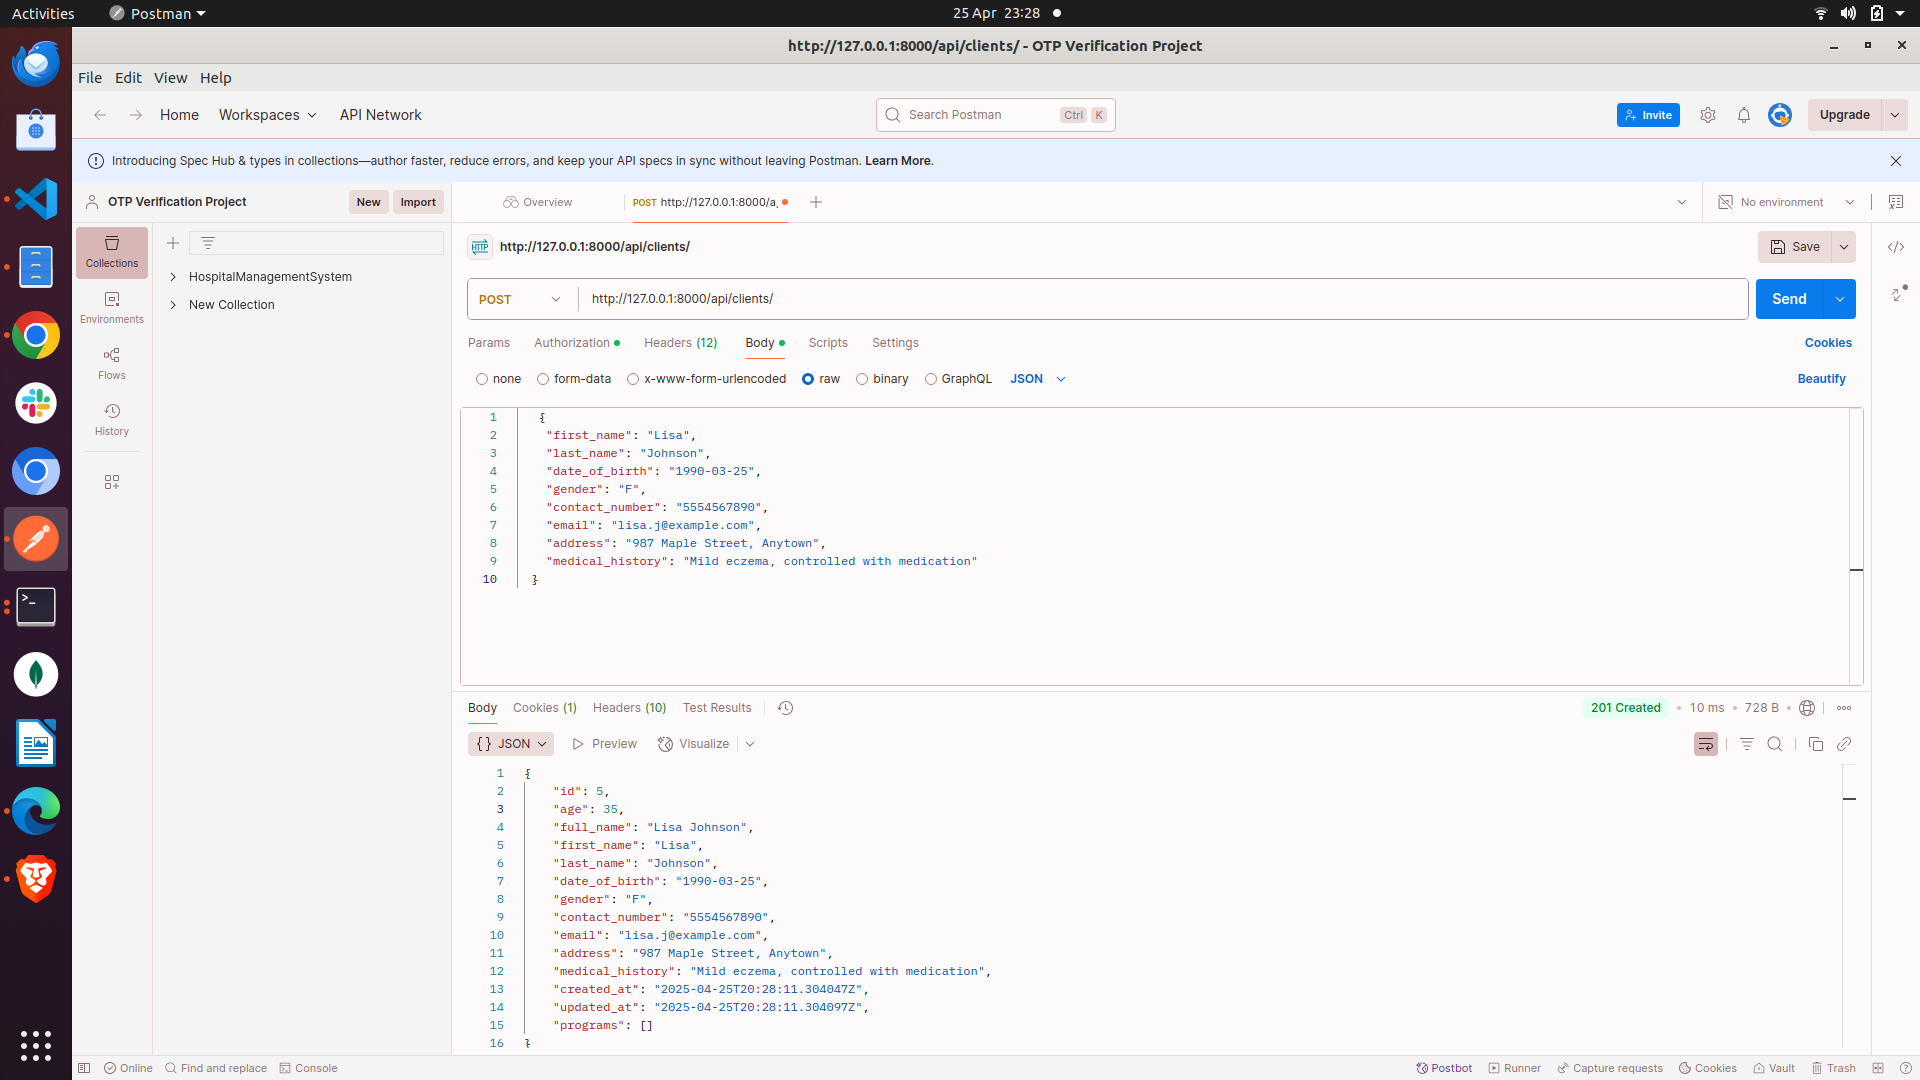 Activities Postman 25 Apr 23:28
http://127.0.0.1:8000/api/clients/ - OTP Verification Project
File Edit View Help
Home Workspaces API Network Search Postman Ctrl K Invite Upgrade
Introducing Spec Hub & types in collections—author faster, reduce errors, and keep your API specs in sync without leaving Postman. Learn More.
OTP Verification Project New Import Overview POST http://127.0.0.1:8000/a. No environment
Collections
Environments
Flows
History
HospitalManagementSystem
New Collection
HTTP http://127.0.0.1:8000/api/clients/ Save
POST http://127.0.0.1:8000/api/clients/ Send
Params Authorization Headers (12) Body Scripts Settings Cookies
none form-data x-www-form-urlencoded raw binary GraphQL JSON Beautify
1 {
2 "first_name": "Lisa",
3 "last_name": "Johnson",
4 "date_of_birth": "1990-03-25",
5 "gender": "F",
6 "contact_number": "5554567890",
7 "email": "lisa.j@example.com",
8 "address": "987 Maple Street, Anytown",
9 "medical_history": "Mild eczema, controlled with medication"
10 }
Body Cookies (1) Headers (10) Test Results 201 Created 10 ms 728 B
{} JSON Preview Visualize
1 {
2 "id": 5,
3 "age": 35,
4 "full_name": "Lisa Johnson",
5 "first_name": "Lisa",
6 "last_name": "Johnson",
7 "date_of_birth": "1990-03-25",
8 "gender": "F",
9 "contact_number": "5554567890",
10 "email": "lisa.j@example.com",
11 "address": "987 Maple Street, Anytown",
12 "medical_history": "Mild eczema, controlled with medication",
13 "created_at": "2025-04-25T20:28:11.304047Z",
14 "updated_at": "2025-04-25T20:28:11.304097Z",
15 "programs": []
16 }
Online Find and replace Console Postbot Runner Capture requests Cookies Vault Trash